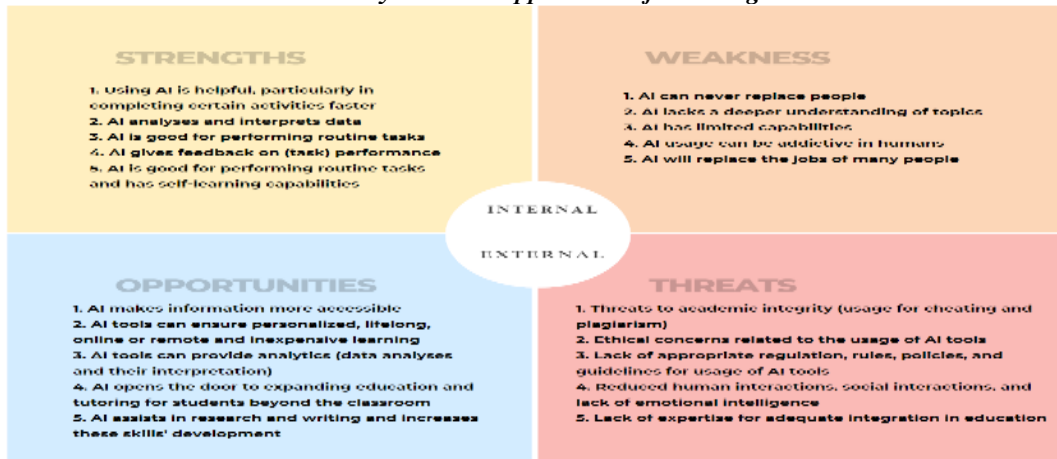 STRENGTHS
1. Using AI is helpful, particularly in
completing certain activities faster
2. AI analyses and interprets data
3. AI is good for performing routine tasks
4. AI gives feedback on (task) performance
5. AI is good for performing routine tasks
and has self-learning capabilities
WEAKNESS
1. AI can never replace people
2. AI lacks a deeper understanding of topics
3. AI has limited capabilities
4. AI usage can be addictive in humans
5. AI will replace the jobs of many people
INTERNAL
EXTERNAL
OPPORTUNITIES
1. AI makes information more accessible
2. AI tools can ensure personalized, lifelong,
online or remote and inexpensive learning
3. AI tools can provide analytics (data analyses
and their interpretation)
4. AI opens the door to expanding education and
tutoring for students beyond the classroom
5. AI assists in research and writing and increases
these skills' development
THREATS
1. Threats to academic integrity (usage for cheating and
plagiarism)
2. Ethical concerns related to the usage of AI tools
3. Lack of appropriate regulation, rules, policies, and
guidelines for usage of AI tools
4. Reduced human interactions, social interactions, and
lack of emotional intelligence
5. Lack of expertise for adequate integration in education